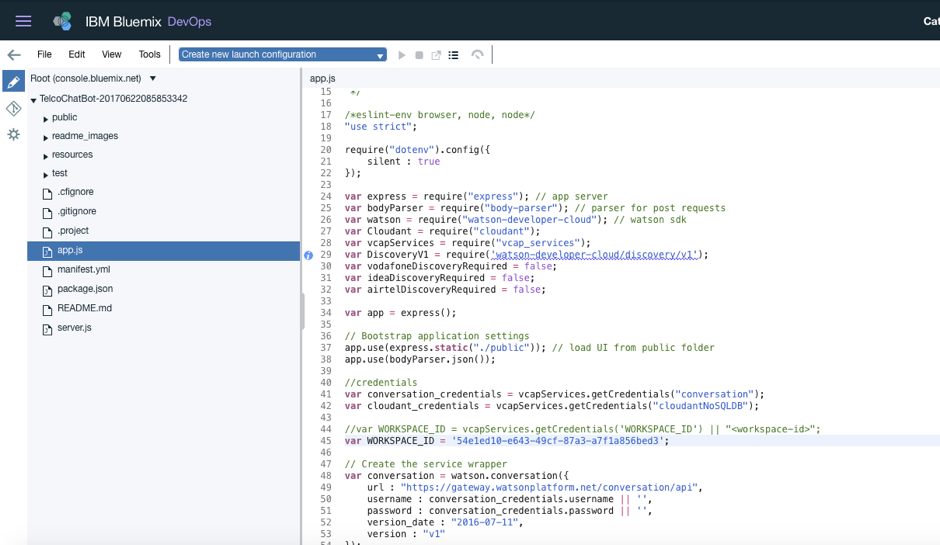 IBM Bluemix DevOps
Cat
File Edit View Tools Create new launch configuration
Root (console.bluemix.net)
TelcoChatBot-20170622085853342
public
readme_images
resources
test
.cfignore
.gitignore
.project
app.js
manifest.yml
package.json
README.md
server.js
app.js
15 */
16
17 /*eslint-env browser, node, node*/
18 "use strict";
19
20 require("dotenv").config({
21 silent : true
22 });
23
24 var express = require("express"); // app server
25 var bodyParser = require("body-parser"); // parser for post requests
26 var watson = require("watson-developer-cloud"); // watson sdk
27 var Cloudant = require("cloudant");
28 var vcapServices = require("vcap_services");
29 var DiscoveryV1 = require('watson-developer-cloud/discovery/v1');
30 var vodafoneDiscoveryRequired = false;
31 var ideaDiscoveryRequired = false;
32 var airtelDiscoveryRequired = false;
33
34 var app = express();
35
36 // Bootstrap application settings
37 app.use(express.static("./public")); // load UI from public folder
38 app.use(bodyParser.json());
39
40 //credentials
41 var conversation_credentials = vcapServices.getCredentials("conversation");
42 var cloudant_credentials = vcapServices.getCredentials("cloudantNoSQLDB");
43
44 //var WORKSPACE_ID = vcapServices.getCredentials('WORKSPACE_ID') || "<workspace-id>";
45 var WORKSPACE_ID = '54e1ed10-e643-49cf-87a3-a7f1a856bed3';
46
47 // Create the service wrapper
48 var conversation = watson.conversation({
49 url : "https://gateway.watsonplatform.net/conversation/api",
50 username : conversation_credentials.username || '',
51 password : conversation_credentials.password || '',
52 version_date : "2016-07-11",
53 version : "v1"
54 });